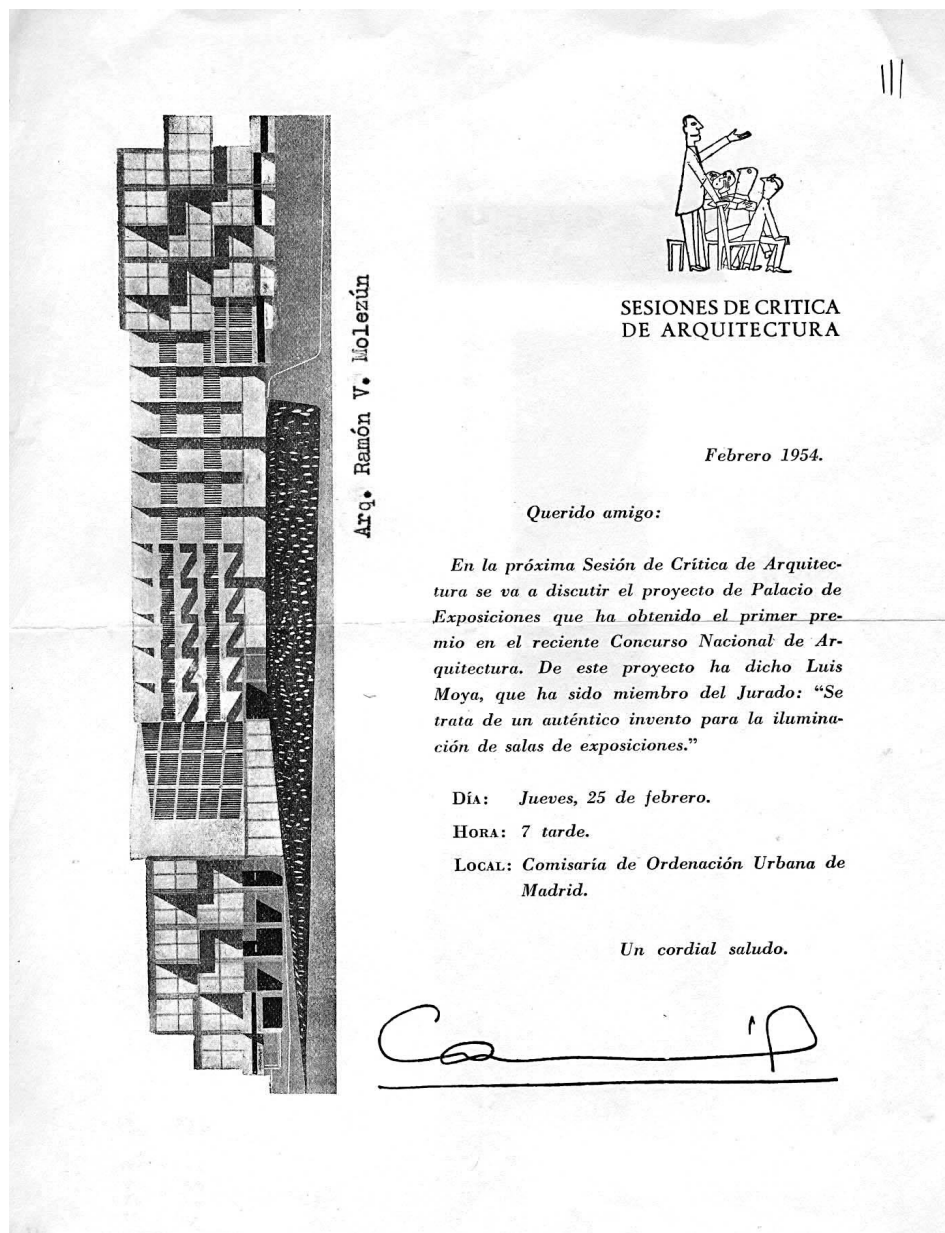 III
SESIONES DE CRITICA
DE ARQUITECTURA
Arq. Ramón V. Molezún
Febrero 1954.
Querido amigo:
En la próxima Sesión de Crítica de Arquitec-
tura se va a discutir el proyecto de Palacio de
Exposiciones que ha obtenido el primer pre-
mio en el reciente Concurso Nacional de Ar-
quitectura. De este proyecto ha dicho Luis
Moya, que ha sido miembro del Jurado: “Se
trata de un auténtico invento para la ilumina-
ción de salas de exposiciones.”
DÍA: Jueves, 25 de febrero.
HORA: 7 tarde.
LOCAL: Comisaría de Ordenación Urbana de
Madrid.
Un cordial saludo.